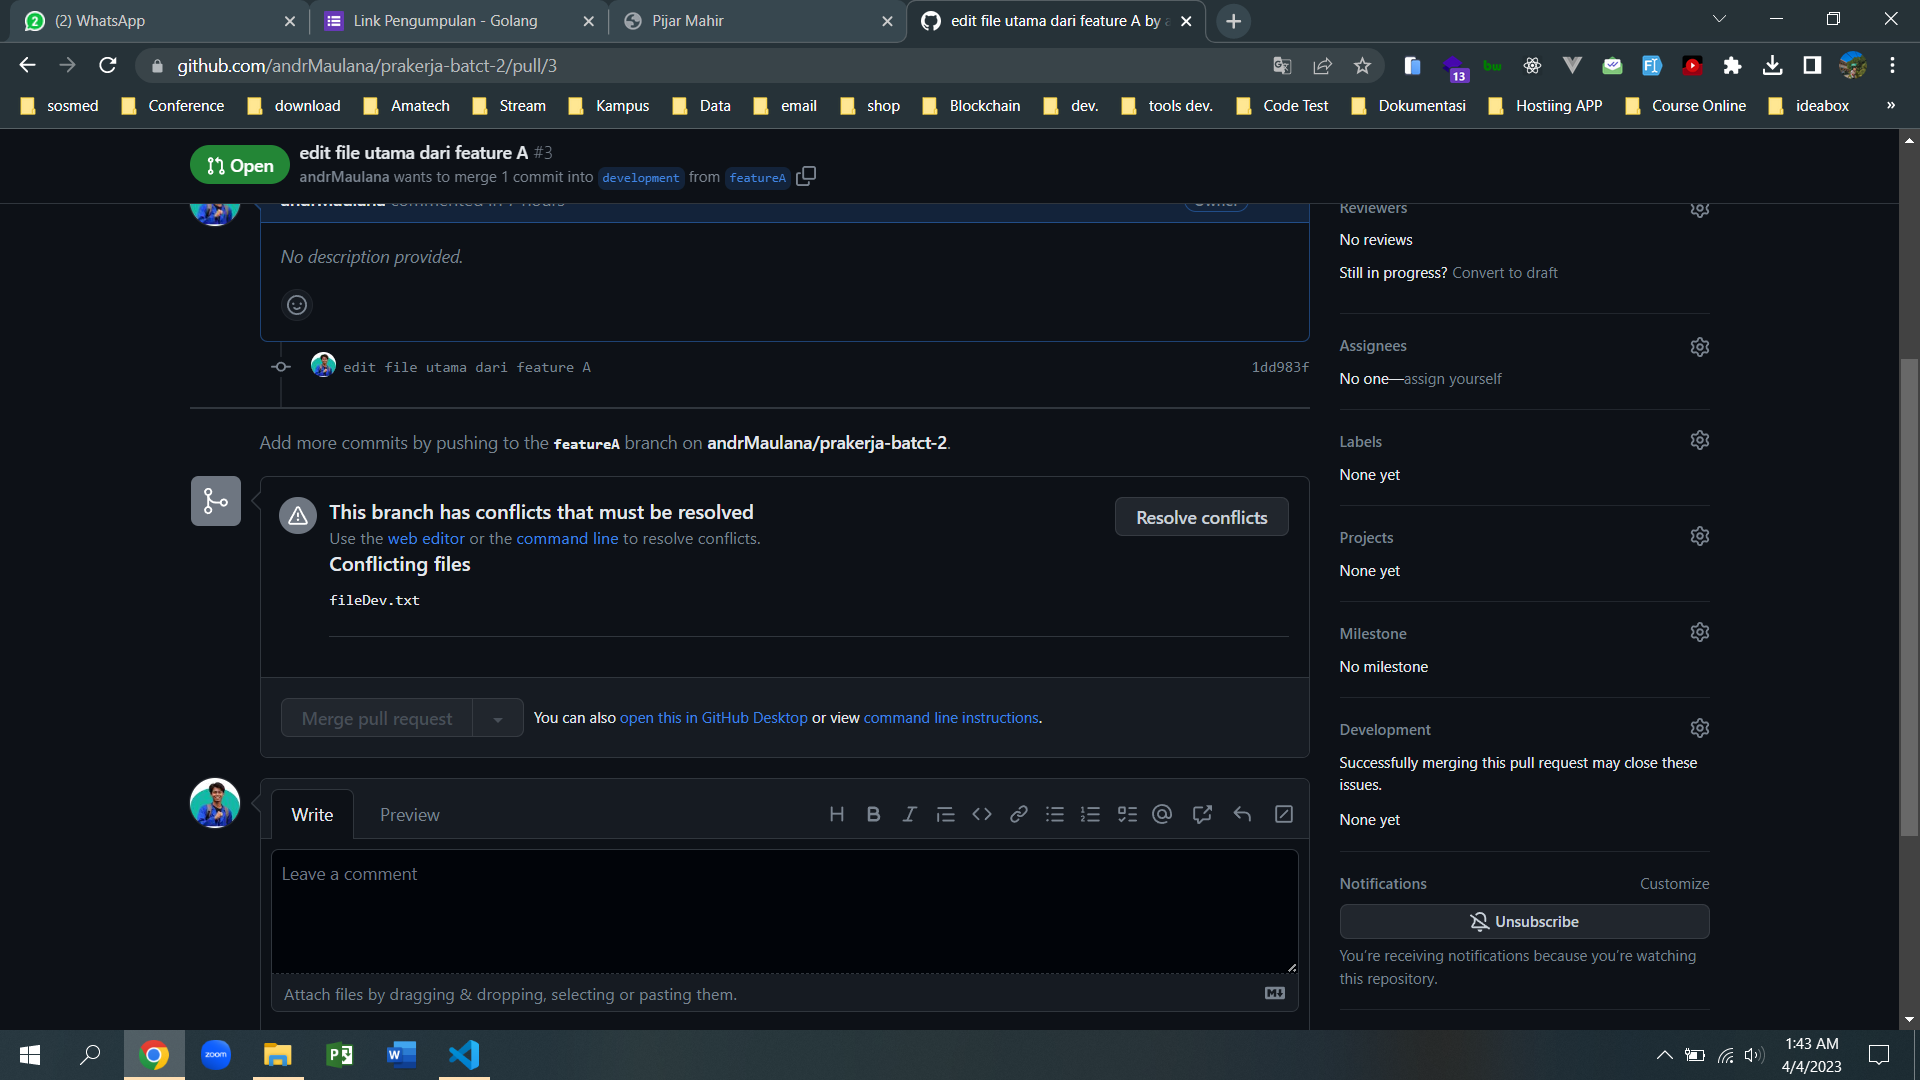 (2) WhatsApp
Link Pengumpulan - Golang
Pijar Mahir
edit file utama dari feature A by a
github.com/andrMaulana/prakerja-batct-2/pull/3
13
bw
sosmed
Conference
download
Amatech
Stream
Kampus
Data
email
shop
Blockchain
dev.
tools dev.
Code Test
Dokumentasi
Hostiing APP
Course Online
ideabox
»
Open
edit file utama dari feature A #3
andrMaulana wants to merge 1 commit into development from featureA
andrMaulana commented in 7 hours
Owner
No description provided.
edit file utama dari feature A
1dd983f
Add more commits by pushing to the featureA branch on andrMaulana/prakerja-batct-2.
This branch has conflicts that must be resolved
Use the web editor or the command line to resolve conflicts.
Resolve conflicts
Conflicting files
fileDev.txt
Merge pull request
You can also open this in GitHub Desktop or view command line instructions.
Write
Preview
Leave a comment
Attach files by dragging & dropping, selecting or pasting them.
Reviewers
No reviews
Still in progress? Convert to draft
Assignees
No one—assign yourself
Labels
None yet
Projects
None yet
Milestone
No milestone
Development
Successfully merging this pull request may close these
issues.
None yet
Notifications
Customize
Unsubscribe
You're receiving notifications because you're watching
this repository.
zoom
1:43 AM
4/4/2023